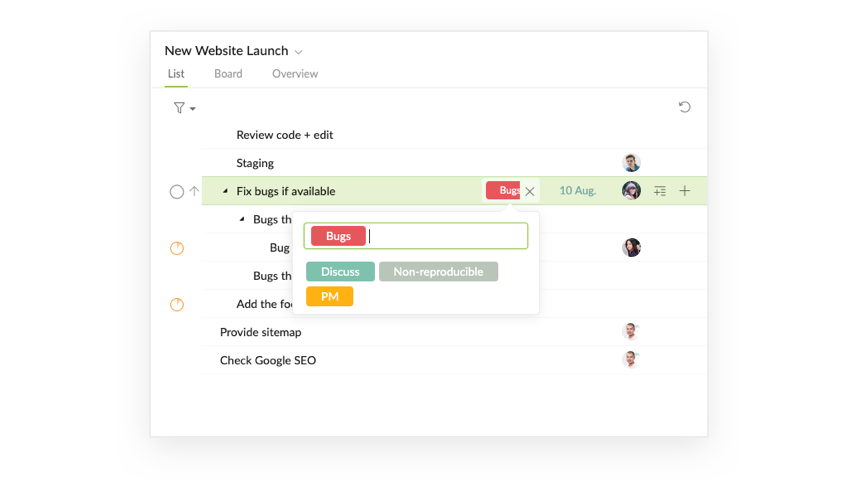 New Website Launch
List Board Overview
Review code + edit
Staging
Fix bugs if available Bugs 10 Aug.
Bugs th
Bugs
Bug
Discuss Non-reproducible
Bugs th
PM
Add the foo
Provide sitemap
Check Google SEO